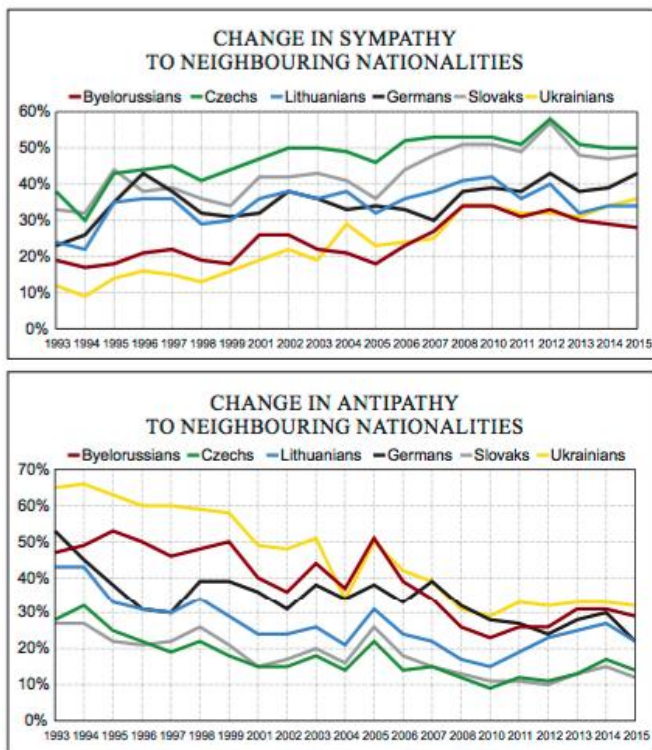 CHANGE IN SYMPATHY
TO NEIGHBOURING NATIONALITIES
Byelorussians Czechs Lithuanians Germans Slovaks Ukrainians
60%
50%
40%
30%
20%
10%
0%
1993 1994 1995 1996 1997 1998 1999 2001 2002 2003 2004 2005 2006 2007 2008 2010 2011 2012 2013 2014 2015
CHANGE IN ANTIPATHY
TO NEIGHBOURING NATIONALITIES
Byelorussians Czechs Lithuanians Germans Slovaks Ukrainians
70%
60%
50%
40%
30%
20%
10%
0%
1993 1994 1995 1996 1997 1998 1999 2001 2002 2003 2004 2005 2006 2007 2008 2010 2011 2012 2013 2014 2015